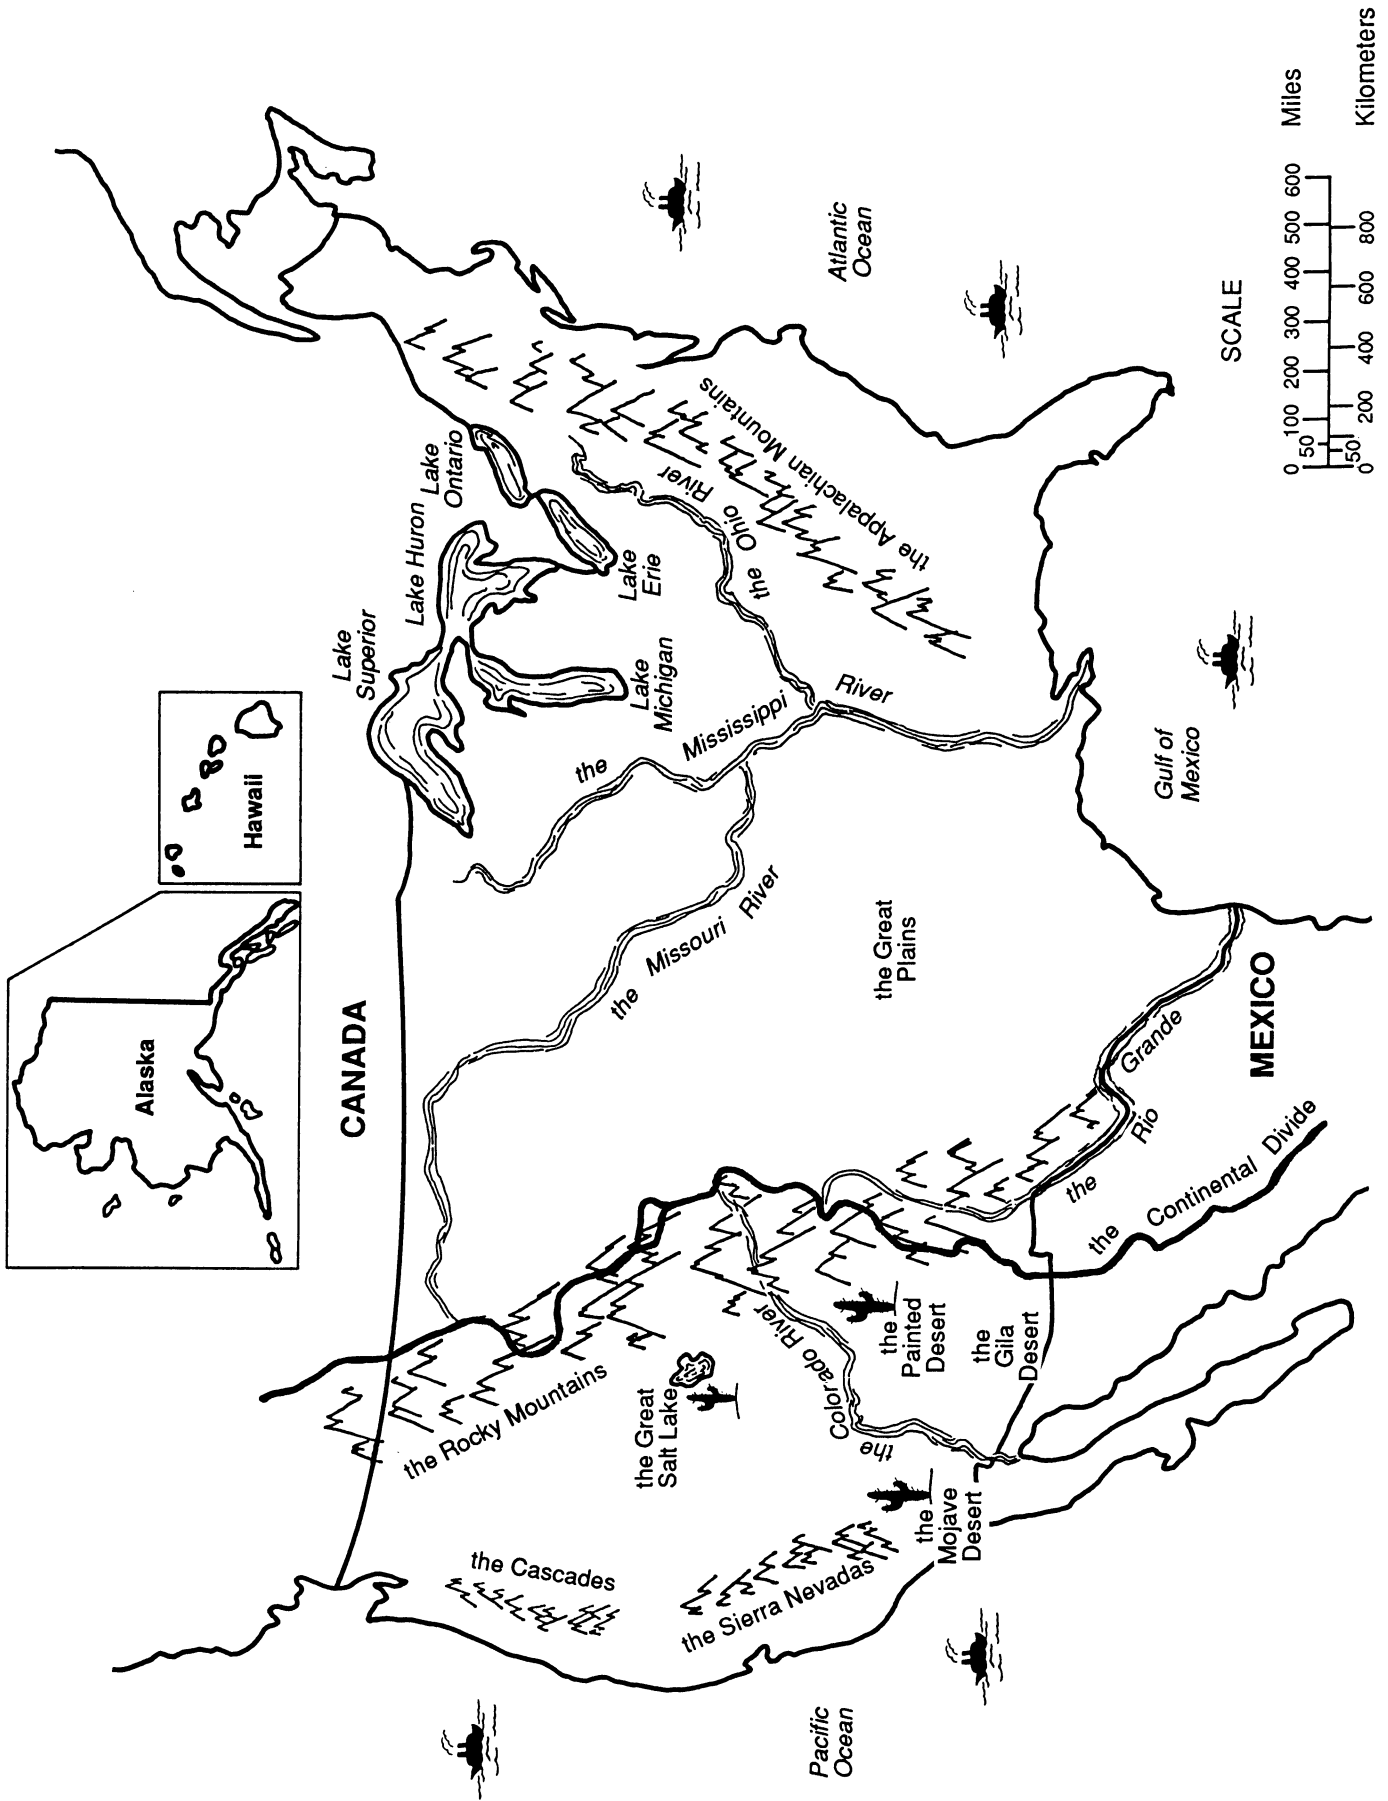 Alaska
Hawaii
CANADA
Lake
Superior
Lake Huron
Lake
Ontario
Lake
Erie
Lake
Michigan
the Cascades
the Rocky Mountains
the Missouri River
the Mississippi River
the Ohio River
the Appalachian Mountains
the Great
Salt Lake
the Sierra Nevadas
the Colorado River
the Great
Plains
Pacific
Ocean
Atlantic
Ocean
the
Mojave
Desert
the
Painted
Desert
the
Gila
Desert
the Rio Grande
the Continental Divide
MEXICO
Gulf of
Mexico
SCALE
0 50 100 200 300 400 500 600 Miles
0 50 200 400 600 800 Kilometers